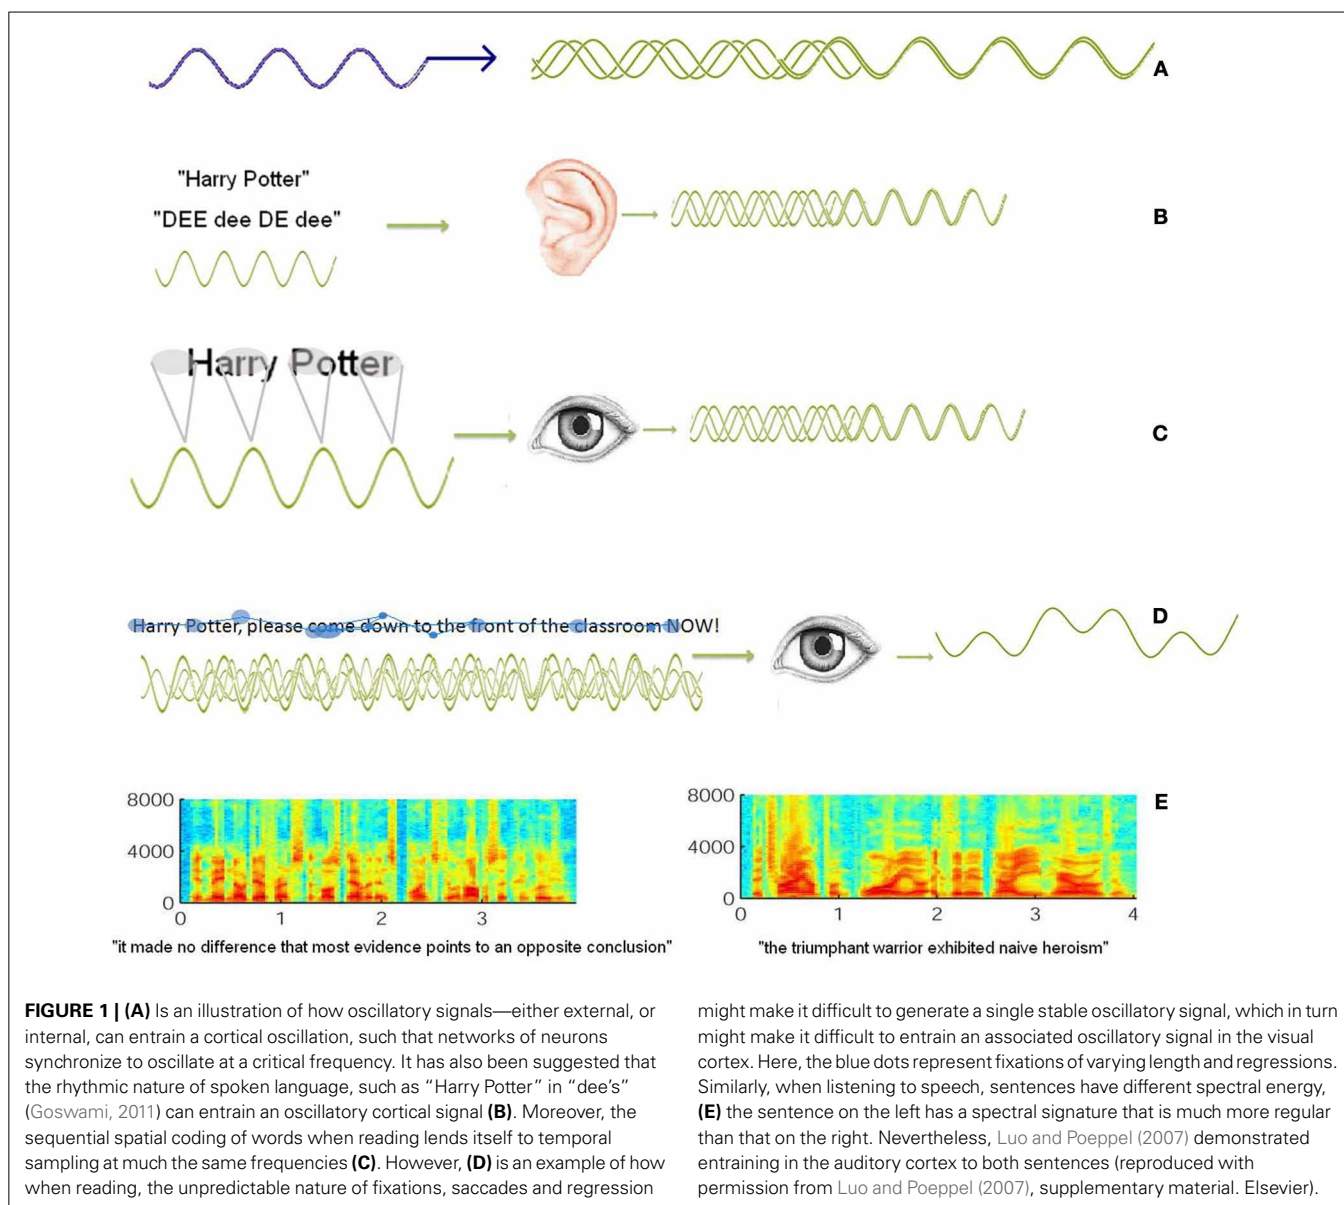 A
"Harry Potter"
"DEE dee DE dee"
B
Harry Potter
C
Harry Potter, please come down to the front of the classroom NOW!
D
8000
4000
0
0 1 2 3
"it made no difference that most evidence points to an opposite conclusion"
8000
4000
0
0 1 2 3 4
"the triumphant warrior exhibited naive heroism"
E
FIGURE 1 | (A) Is an illustration of how oscillatory signals—either external, or
internal, can entrain a cortical oscillation, such that networks of neurons
synchronize to oscillate at a critical frequency. It has also been suggested that
the rhythmic nature of spoken language, such as “Harry Potter” in “dee’s”
(Goswami, 2011) can entrain an oscillatory cortical signal (B). Moreover, the
sequential spatial coding of words when reading lends itself to temporal
sampling at much the same frequencies (C). However, (D) is an example of how
when reading, the unpredictable nature of fixations, saccades and regression
might make it difficult to generate a single stable oscillatory signal, which in turn
might make it difficult to entrain an associated oscillatory signal in the visual
cortex. Here, the blue dots represent fixations of varying length and regressions.
Similarly, when listening to speech, sentences have different spectral energy,
(E) the sentence on the left has a spectral signature that is much more regular
than that on the right. Nevertheless, Luo and Poeppel (2007) demonstrated
entraining in the auditory cortex to both sentences (reproduced with
permission from Luo and Poeppel (2007), supplementary material. Elsevier).